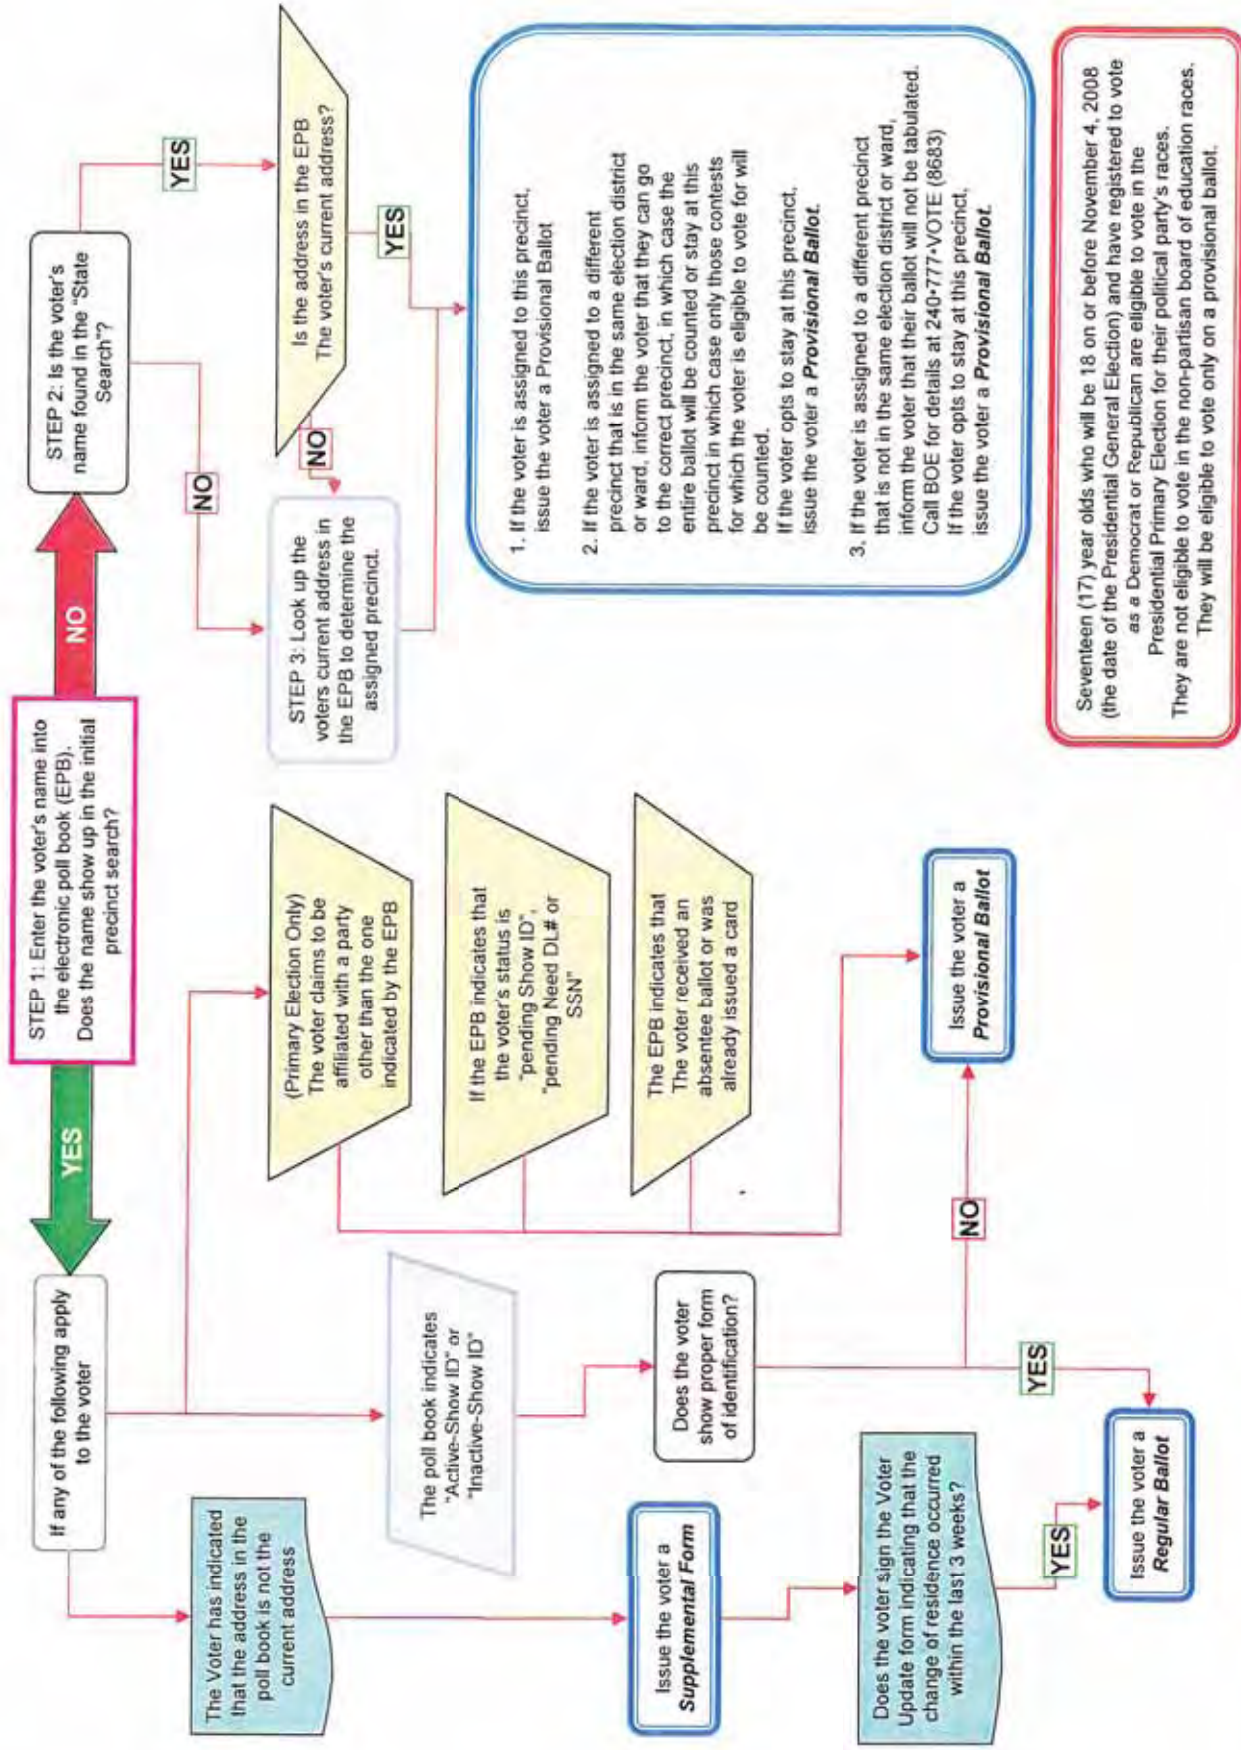 STEP 1: Enter the voter's name into
the electronic poll book (EPB).
Does the name show up in the initial
precinct search?
YES
NO
If any of the following apply
to the voter
The Voter has indicated
that the address in the
poll book is not the
current address
Issue the voter a
Supplemental Form
Does the voter sign the Voter
Update form indicating that the
change of residence occurred
within the last 3 weeks?
YES
Issue the voter a
Regular Ballot
The poll book indicates
"Active-Show ID" or
"Inactive-Show ID"
Does the voter
show proper form
of identification?
YES
NO
(Primary Election Only)
The voter claims to be
affiliated with a party
other than the one
indicated by the EPB
If the EPB indicates that
the voter's status is
"pending Show ID",
"pending Need DL# or
SSN"
The EPB indicates that
The voter received an
absentee ballot or was
already issued a card
Issue the voter a
Provisional Ballot
STEP 2: Is the voter's
name found in the "State
Search"?
NO
YES
STEP 3: Look up the
voters current address in
the EPB to determine the
assigned precinct.
NO
Is the address in the EPB
The voter's current address?
YES
1. If the voter is assigned to this precinct,
issue the voter a Provisional Ballot
2. If the voter is assigned to a different
precinct that is in the same election district
or ward, inform the voter that they can go
to the correct precinct, in which case the
entire ballot will be counted or stay at this
precinct in which case only those contests
for which the voter is eligible to vote for will
be counted.
If the voter opts to stay at this precinct,
issue the voter a Provisional Ballot.
3. If the voter is assigned to a different precinct
that is not in the same election district or ward,
inform the voter that their ballot will not be tabulated.
Call BOE for details at 240•777•VOTE (8683)
If the voter opts to stay at this precinct,
issue the voter a Provisional Ballot.
Seventeen (17) year olds who will be 18 on or before November 4, 2008
(the date of the Presidential General Election) and have registered to vote
as a Democrat or Republican are eligible to vote in the
Presidential Primary Election for their political party's races.
They are not eligible to vote in the non-partisan board of education races.
They will be eligible to vote only on a provisional ballot.